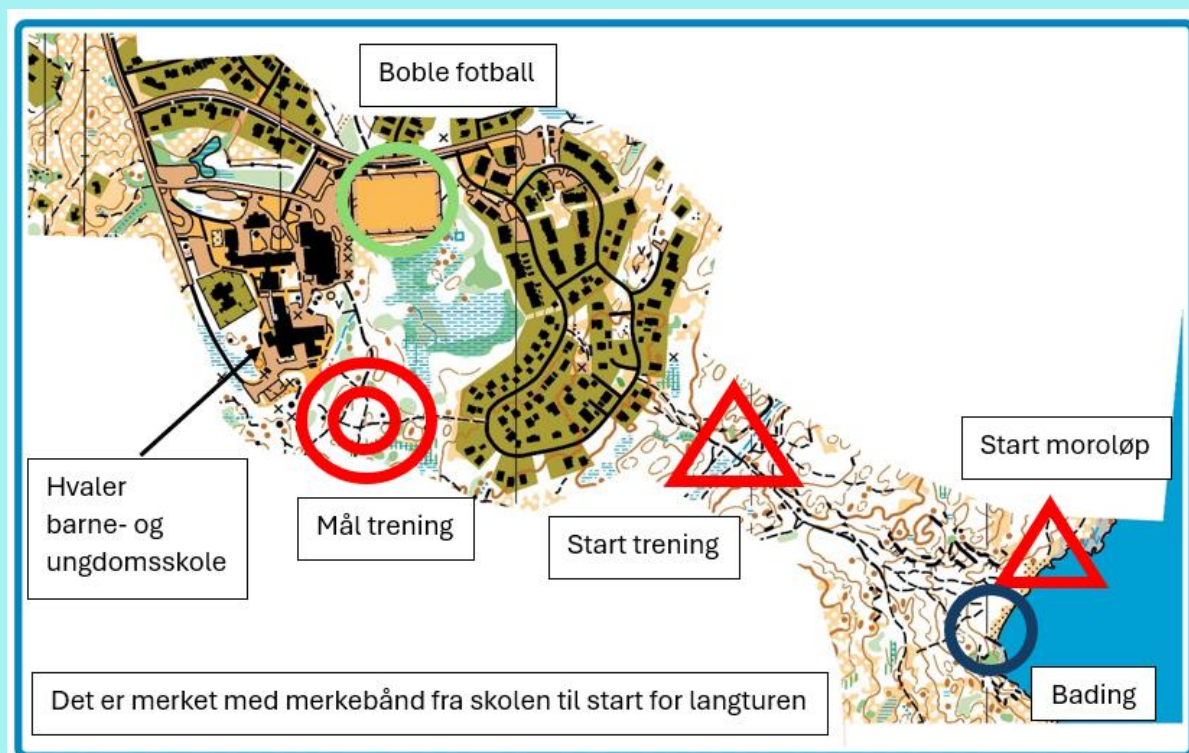 Boble fotball
Start moroløp
Hvaler
barne- og
ungdomsskole
Mål trening
Start trening
Bading
Det er merket med merkebånd fra skolen til start for langturen